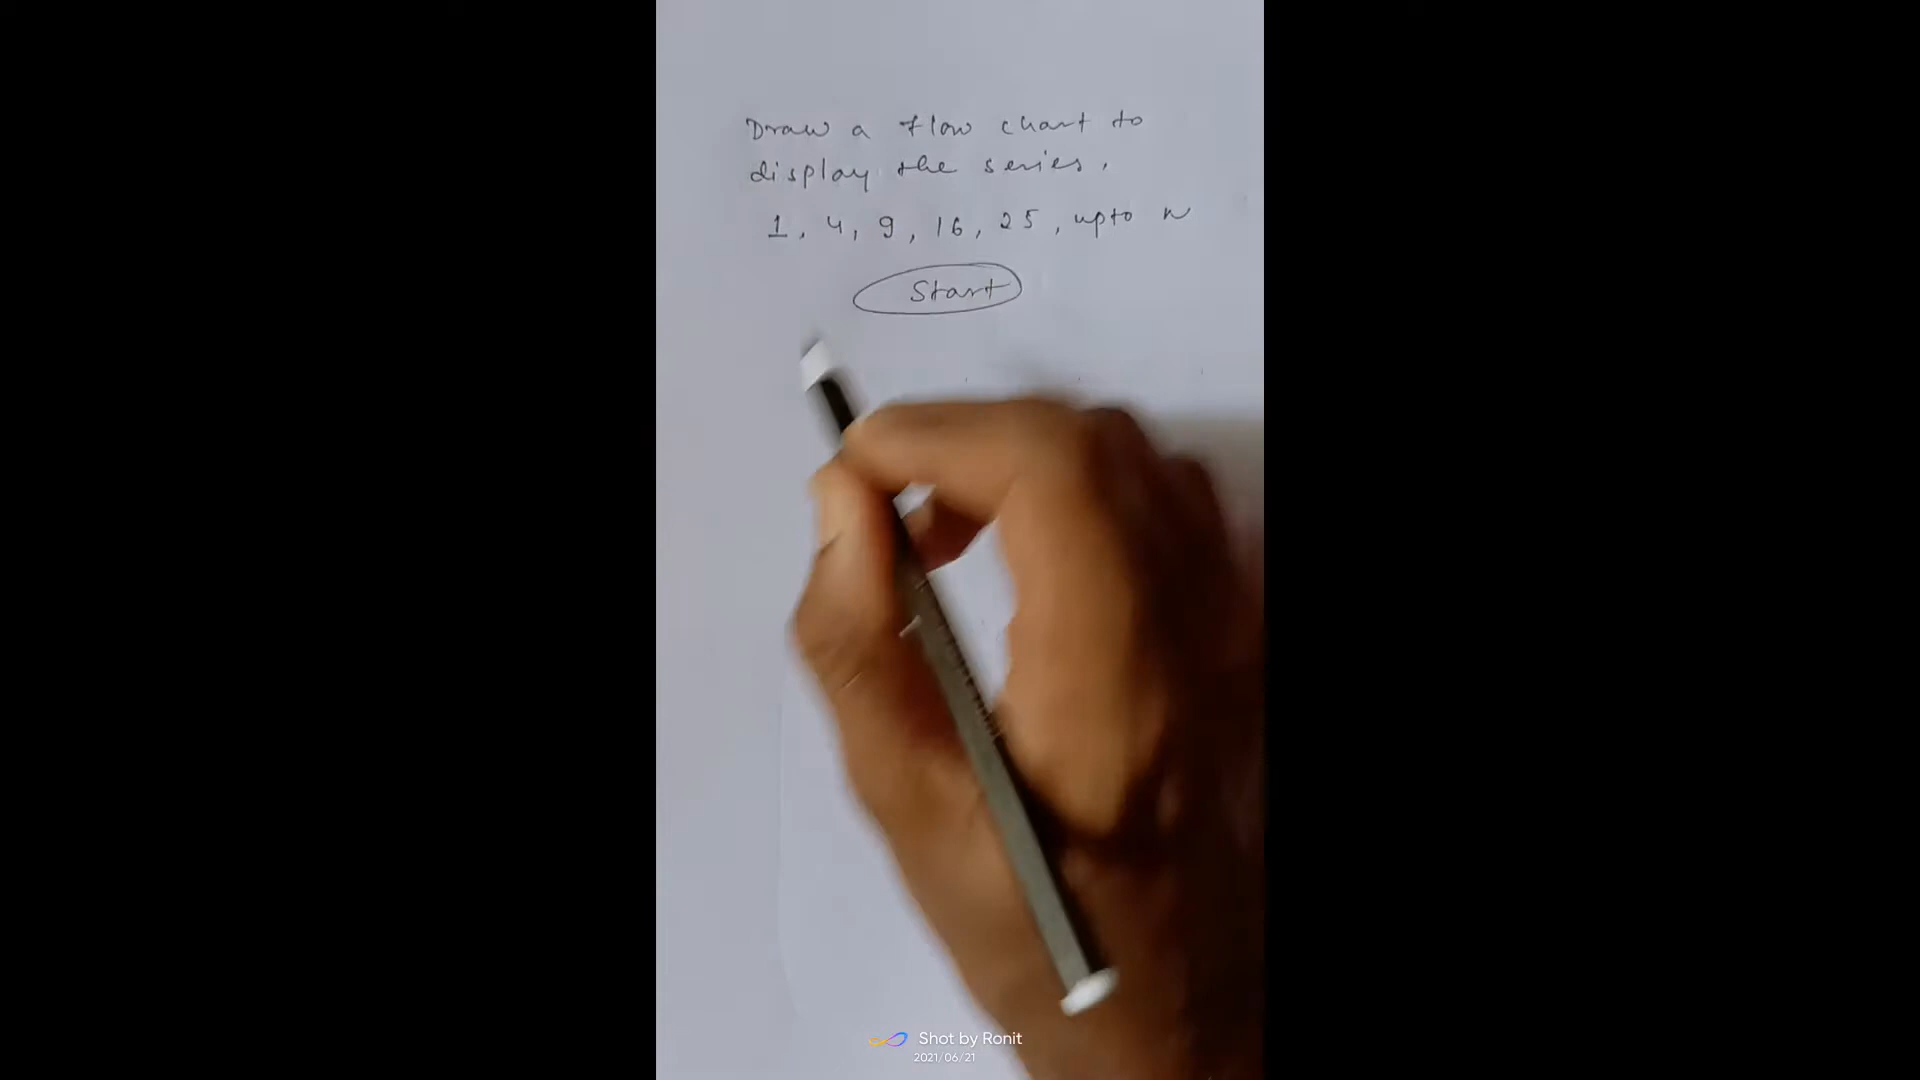 Draw a flow chart to
display the series.
1, 4, 9, 16, 25, upto n
Start
Shot by Ronit
2021/06/21